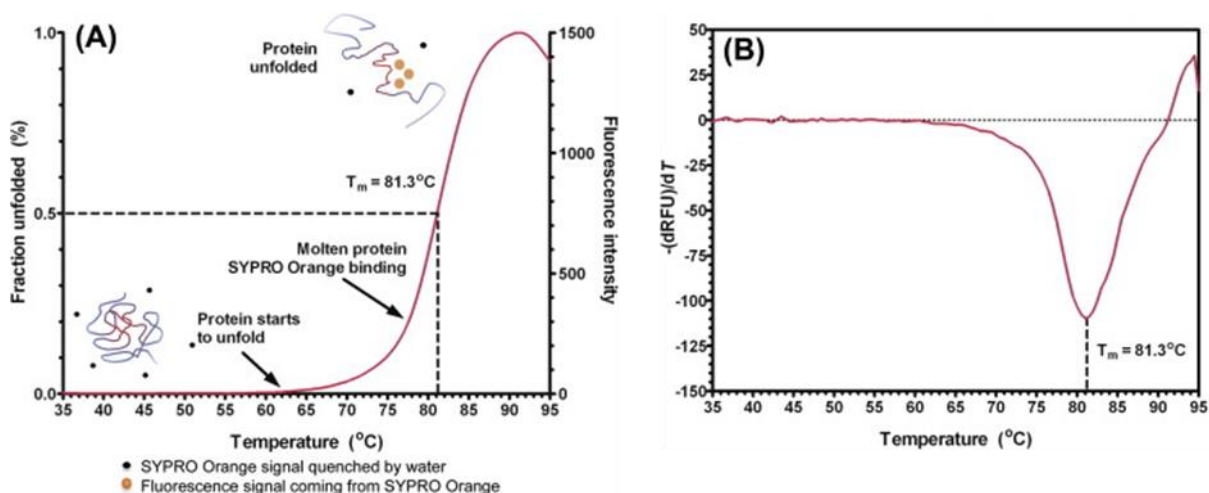 (A)
Protein
unfolded
Fraction unfolded (%)
1.0
0.5
0.0
Tm = 81.3°C
Molten protein
SYPRO Orange binding
Protein starts
to unfold
1500
1000
500
0
Fluorescence intensity
35 40 45 50 55 60 65 70 75 80 85 90 95
Temperature (°C)
SYPRO Orange signal quenched by water
Fluorescence signal coming from SYPRO Orange
(B)
-(dRFU)/dT
50
25
0
-25
-50
-75
-100
-125
-150
Tm = 81.3°C
35 40 45 50 55 60 65 70 75 80 85 90 95
Temperature (°C)